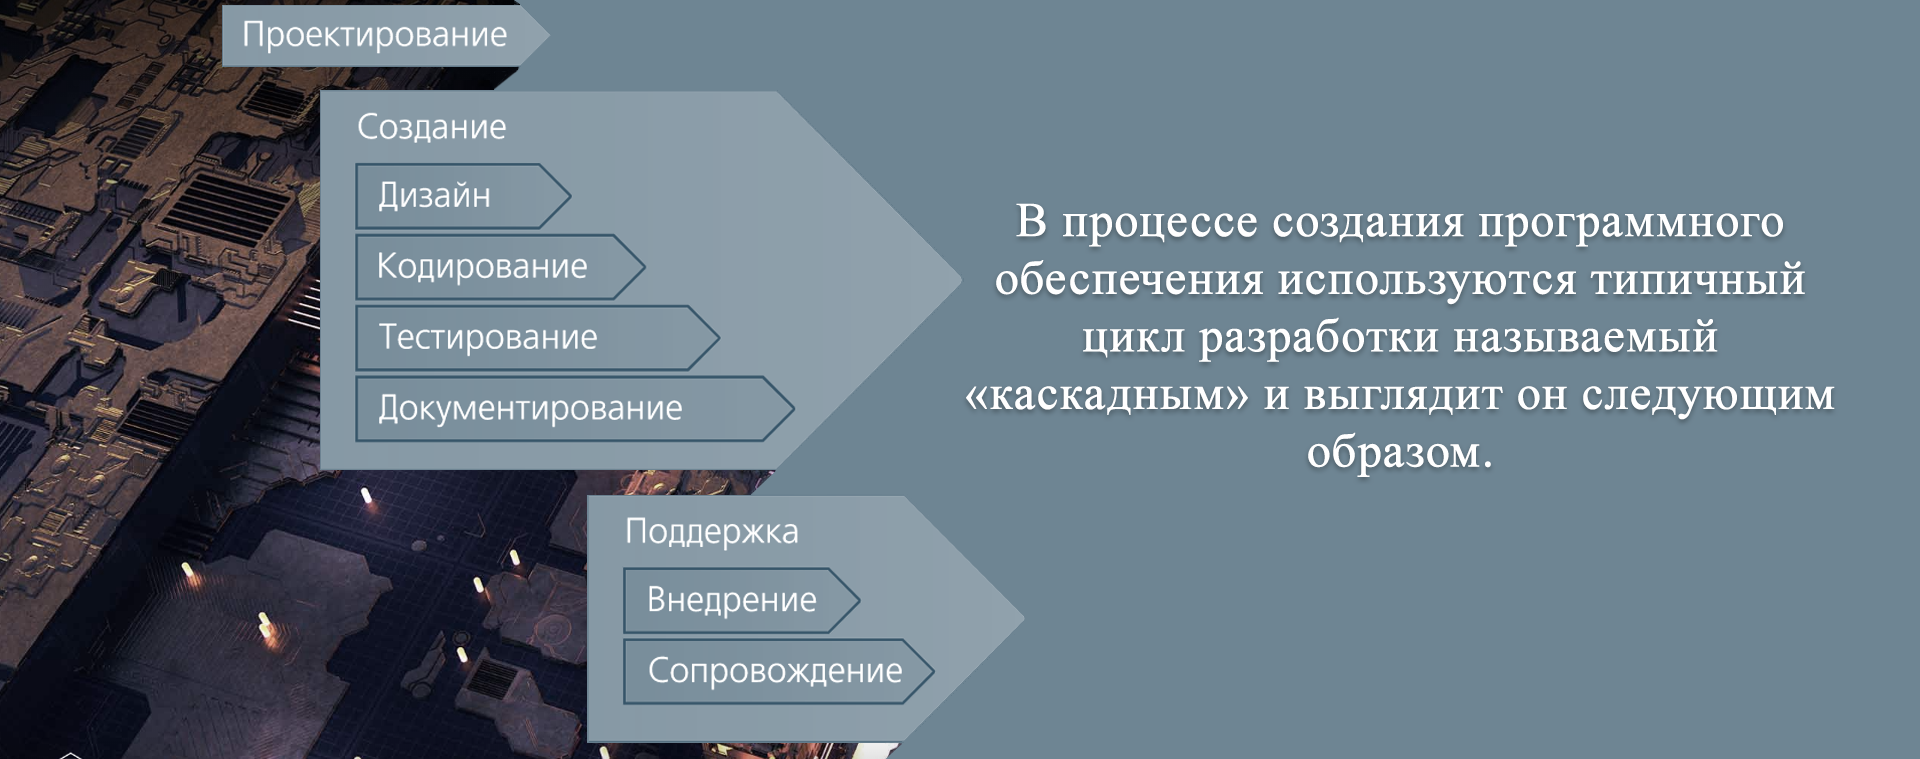 Проектирование
Создание
Дизайн
Кодирование
Тестирование
Документирование
Поддержка
Внедрение
Сопровождение
В процессе создания программного
обеспечения используются типичный
цикл разработки называемый
«каскадным» и выглядит он следующим
образом.